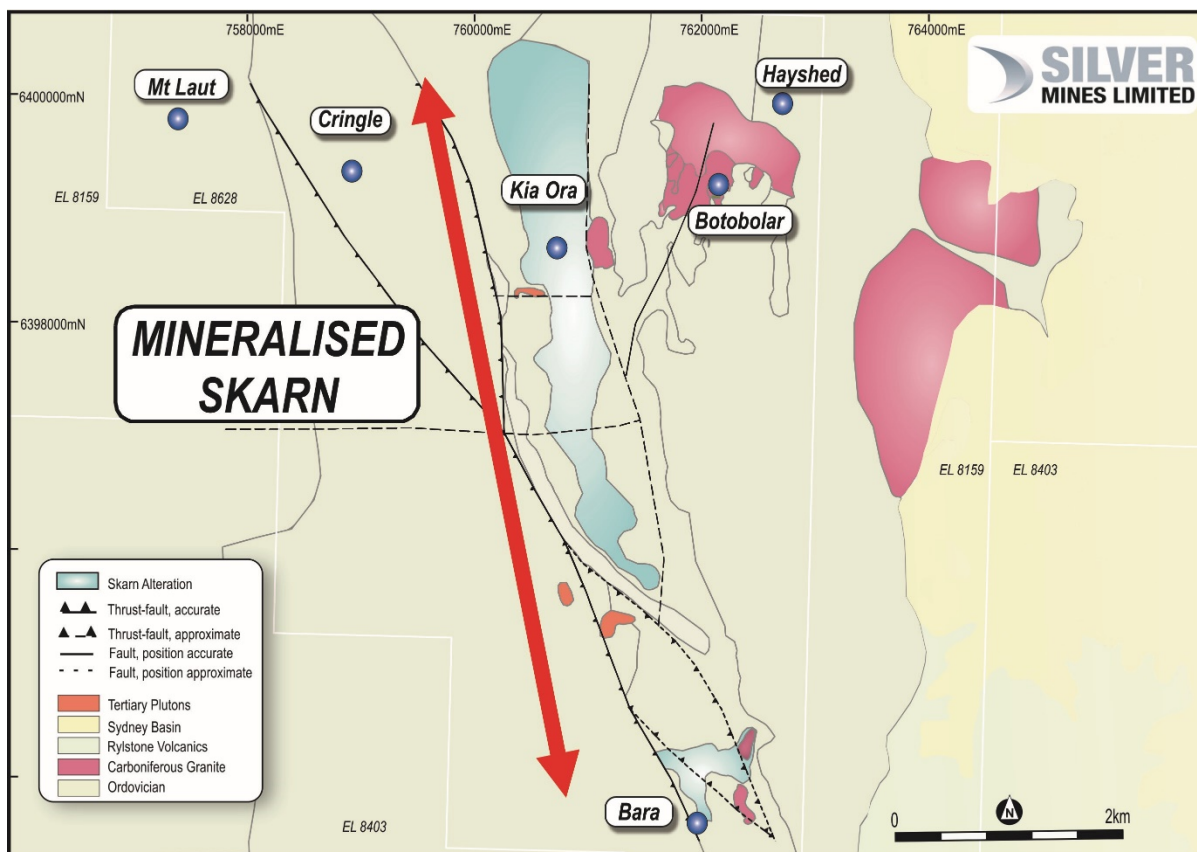 758000mE
760000mE
762000mE
764000mE
SILVER
MINES LIMITED
6400000mN
Mt Laut
Cringle
Hayshed
EL 8159
EL 8628
Kia Ora
Botobolar
6398000mN
MINERALISED
SKARN
EL 8159
EL 8403
Skarn Alteration
Thrust-fault, accurate
Thrust-fault, approximate
Fault, position accurate
Fault, position approximate
Tertiary Plutons
Sydney Basin
Rylstone Volcanics
Carboniferous Granite
Ordovician
EL 8403
Bara
N
0
2km